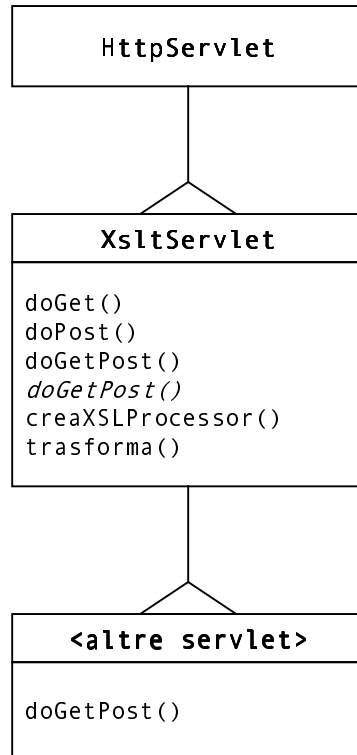 HttpServlet
XsltServlet
doGet()
doPost()
doGetPost()
doGetPost()
creaXSLProcessor()
trasforma()
<altre servlet>
doGetPost()